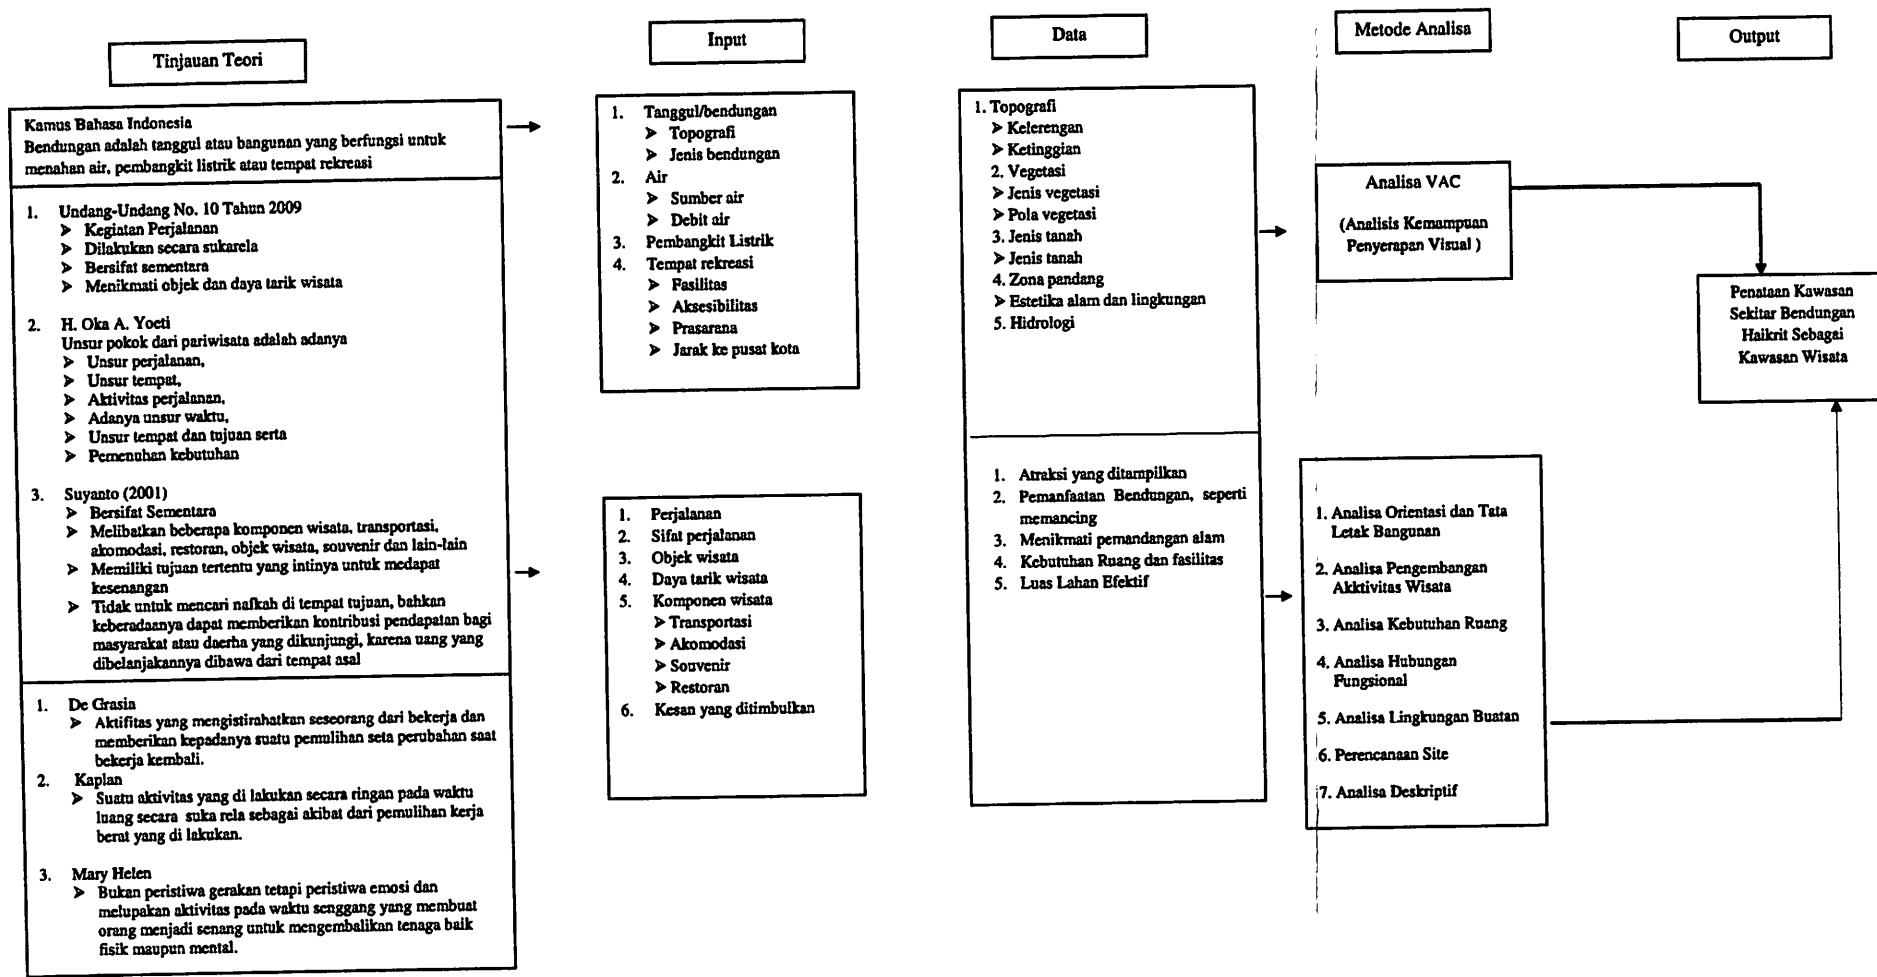 Tinjauan Teori
Input
Data
Metode Analisa
Output
Kamus Bahasa Indonesia
Bendungan adalah tanggul atau bangunan yang berfungsi untuk
menahan air, pembangkit listrik atau tempat rekreasi
1. Undang-Undang No. 10 Tahun 2009
➤ Kegiatan Perjalanan
➤ Dilakukan secara sukarela
➤ Bersifat sementara
➤ Menikmati objek dan daya tarik wisata
2. H. Oka A. Yoeti
Unsur pokok dari pariwisata adalah adanya
➤ Unsur perjalanan,
➤ Unsur tempat,
➤ Aktivitas perjalanan,
➤ Adanya unsur waktu,
➤ Unsur tempat dan tujuan serta
➤ Pemenuhan kebutuhan
3. Suyanto (2001)
➤ Bersifat Sementara
➤ Melibatkan beberapa komponen wisata, transportasi,
akomodasi, restoran, objek wisata, souvenir dan lain-lain
➤ Memiliki tujuan tertentu yang intinya untuk medapat
kesenangan
➤ Tidak untuk mencari nafkah di tempat tujuan, bahkan
keberadaanya dapat memberikan kontribusi pendapatan bagi
masyarakat atau daerha yang dikunjungi, karena uang yang
dibelanjakannya dibawa dari tempat asal
1. De Grasia
➤ Aktifitas yang mengistirahatkan seseorang dari bekerja dan
memberikan kepadanya suatu pemulihan seta perubahan saat
bekerja kembali.
2. Kaplan
➤ Suatu aktivitas yang di lakukan secara ringan pada waktu
luang secara suka rela sebagai akibat dari pemulihan kerja
berat yang di lakukan.
3. Mary Helen
➤ Bukan peristiwa gerakan tetapi peristiwa emosi dan
melupakan aktivitas pada waktu senggang yang membuat
orang menjadi senang untuk mengembalikan tenaga baik
fisik maupun mental.
1. Tanggul/bendungan
➤ Topografi
➤ Jenis bendungan
2. Air
➤ Sumber air
➤ Debit air
3. Pembangkit Listrik
4. Tempat rekreasi
➤ Fasilitas
➤ Aksesibilitas
➤ Prasarana
➤ Jarak ke pusat kota
1. Perjalanan
2. Sifat perjalanan
3. Objek wisata
4. Daya tarik wisata
5. Komponen wisata
➤ Transportasi
➤ Akomodasi
➤ Souvenir
➤ Restoran
6. Kesan yang ditimbulkan
1. Topografi
➤ Kelerengan
➤ Ketinggian
2. Vegetasi
➤ Jenis vegetasi
➤ Pola vegetasi
3. Jenis tanah
➤ Jenis tanah
4. Zona pandang
➤ Estetika alam dan lingkungan
5. Hidrologi
1. Atraksi yang ditampilkan
2. Pemanfaatan Bendungan, seperti
memancing
3. Menikmati pemandangan alam
4. Kebutuhan Ruang dan fasilitas
5. Luas Lahan Efektif
Analisa VAC
(Analisis Kemampuan
Penyerapan Visual )
1. Analisa Orientasi dan Tata
Letak Bangunan
2. Analisa Pengembangan
Akktivitas Wisata
3. Analisa Kebutuhan Ruang
4. Analisa Hubungan
Fungsional
5. Analisa Lingkungan Buatan
6. Perencanaan Site
7. Analisa Deskriptif
Penataan Kawasan
Sekitar Bendungan
Haikrit Sebagai
Kawasan Wisata